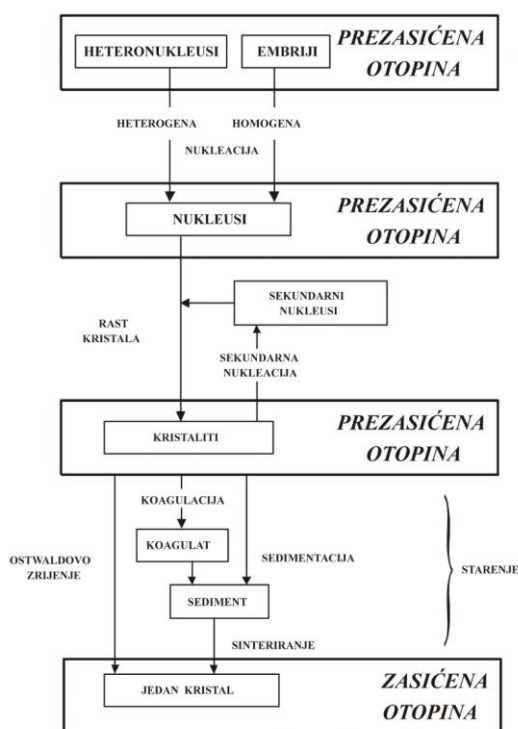 HETERONUKLEUSI
EMBRIJI
PREZASIĆENA
OTOPINA
HETEROGENA
HOMOGENA
NUKLEACIJA
NUKLEUSI
PREZASIĆENA
OTOPINA
SEKUNDARNI
NUKLEUSI
RAST
KRISTALA
SEKUNDARNA
NUKLEACIJA
KRISTALITI
PREZASIĆENA
OTOPINA
KOAGULACIJA
KOAGULAT
OSTWALDOVO
ZRIJENJE
SEDIMENTACIJA
STARENJE
SEDIMENT
SINTERIRANJE
JEDAN KRISTAL
ZASIĆENA
OTOPINA